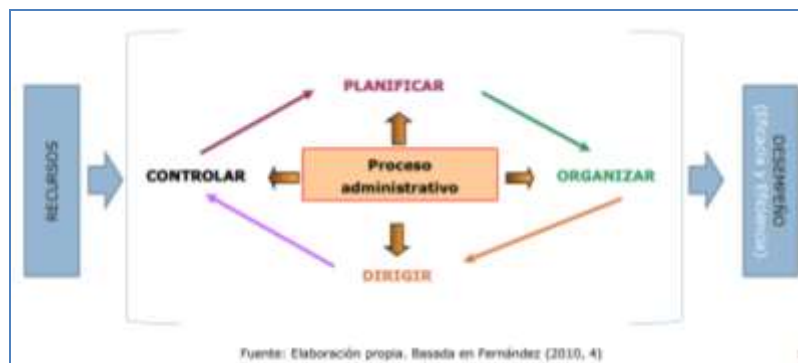 RECURSOS
PLANIFICAR
CONTROLAR
Proceso
administrativo
ORGANIZAR
DIRIGIR
DESEMPEÑO
(Eficacia y Eficiencia)
Fuente: Elaboración propia. Basada en Fernández (2010, 4)